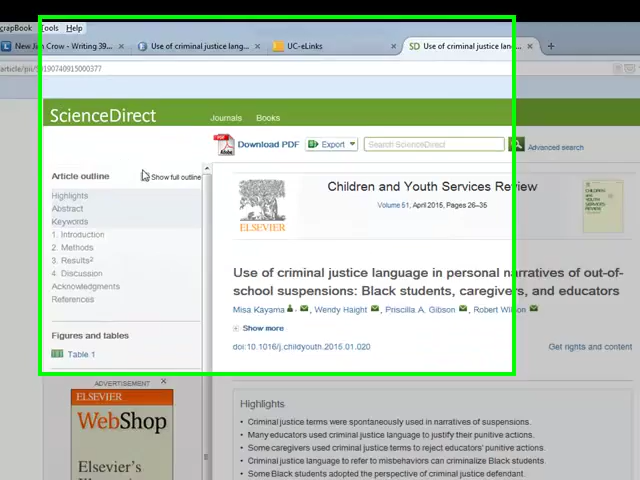 crapBook Tools Help
New Jim Crow - Writing 39... × Use of criminal justice lang... × UC-eLinks × SD Use of criminal justice lang... × +
article/pii/S0190740915000377
ScienceDirect Journals Books
Download PDF Export Search ScienceDirect Advanced search
Article outline Show full outline
Highlights
Abstract
Keywords
1. Introduction
2. Methods
3. Results²
4. Discussion
Acknowledgments
References
Figures and tables
Table 1
ADVERTISEMENT ×
ELSEVIER
WebShop
Elsevier's
ELSEVIER
Children and Youth Services Review
Volume 51, April 2015, Pages 26–35
Use of criminal justice language in personal narratives of out-of-
school suspensions: Black students, caregivers, and educators
Misa Kayama, Wendy Haight, Priscilla A. Gibson, Robert Wilson
Show more
doi:10.1016/j.childyouth.2015.01.020 Get rights and content
Highlights
• Criminal justice terms were spontaneously used in narratives of suspensions.
• Many educators used criminal justice language to justify their punitive actions.
• Some caregivers used criminal justice terms to reject educators' punitive actions.
• Criminal justice language to refer to misbehaviors can criminalize Black students.
• Some Black students adopted the perspective of criminal justice defendant.